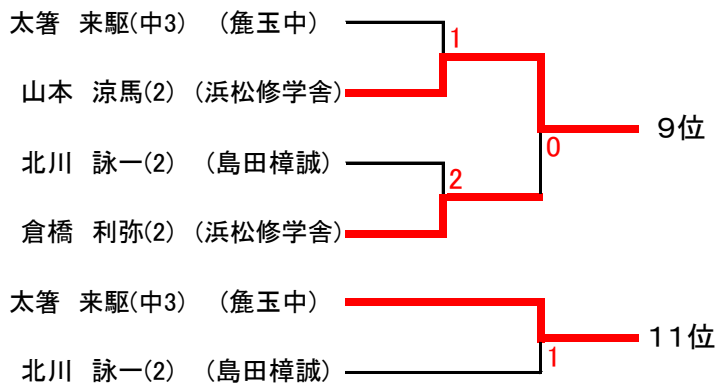 太箸 来駆(中3) (麁玉中)
1
山本 涼馬(2) (浜松修学舎)
9位
0
北川 詠一(2) (島田樟誠)
2
倉橋 利弥(2) (浜松修学舎)
太箸 来駆(中3) (麁玉中)
11位
1
北川 詠一(2) (島田樟誠)